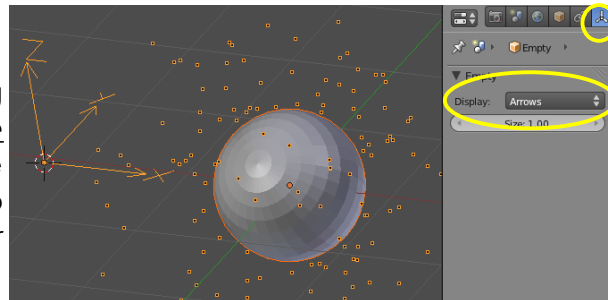 Empty
▼ Empty
Display: Arrows
Size: 1.00
Z
Y
X